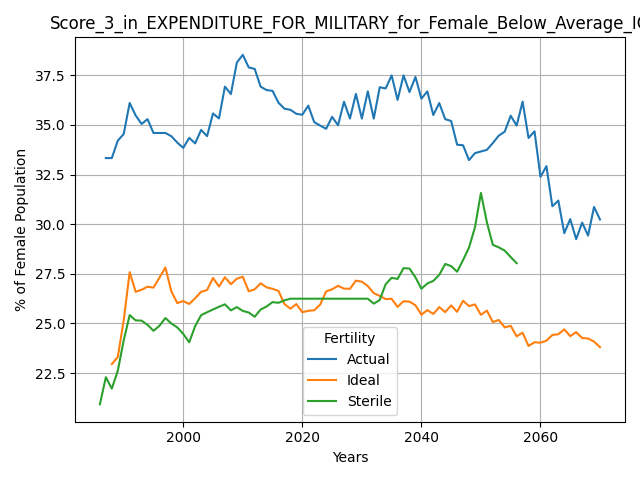 Score_3_in_EXPENDITURE_FOR_MILITARY_for_Female_Below_Average_I
% of Female Population
37.5
35.0
32.5
30.0
27.5
25.0
22.5
Fertility
Actual
Ideal
Sterile
2000 2020 2040 2060
Years